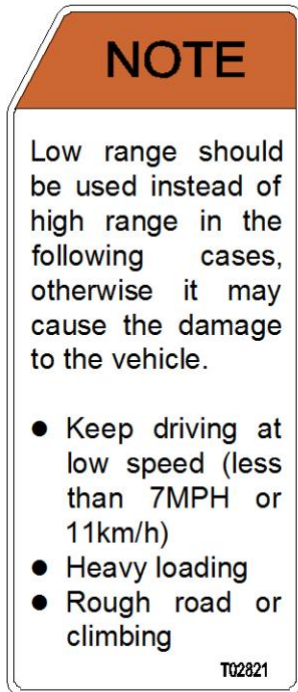 NOTE
Low range should
be used instead of
high range in the
following cases,
otherwise it may
cause the damage
to the vehicle.
● Keep driving at
low speed (less
than 7MPH or
11km/h)
● Heavy loading
● Rough road or
climbing
T02821